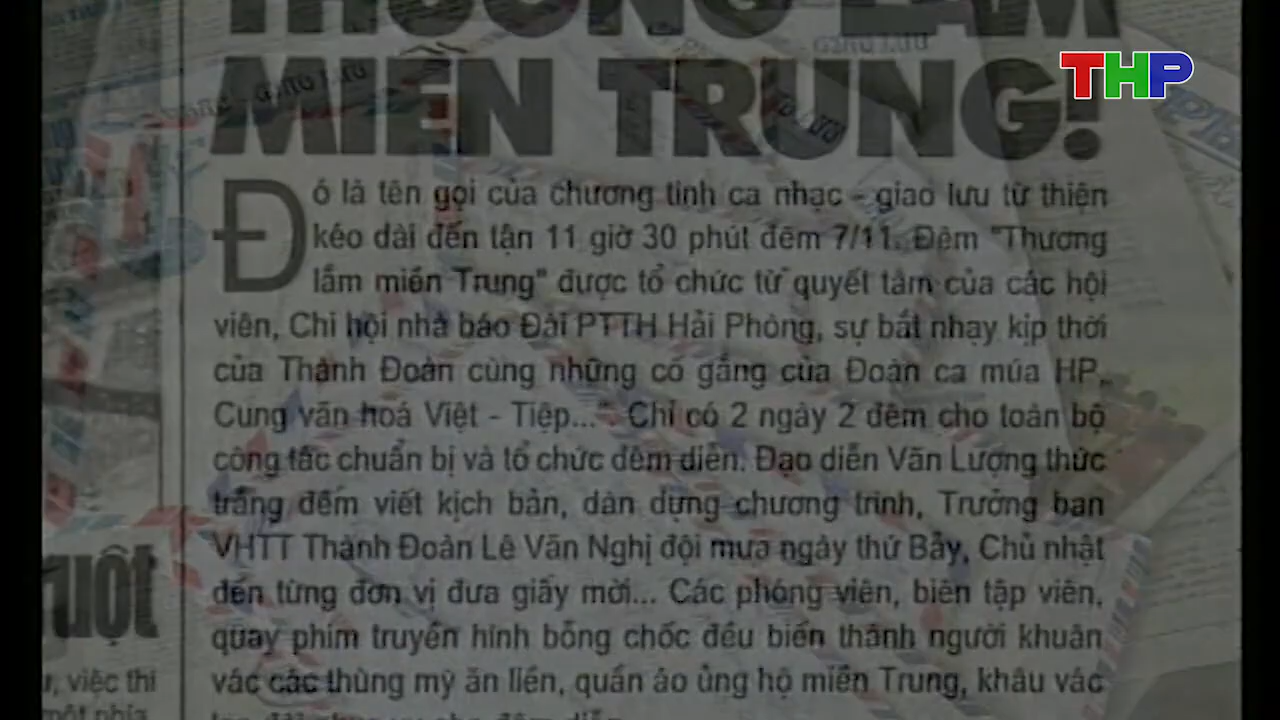 THƯƠNG LẮM
MIỀN TRUNG!
THP
Đó là tên gọi của chương tình ca nhạc - giao lưu từ thiện
kéo dài đến tận 11 giờ 30 phút đêm 7/11. Đêm "Thương
lắm miền Trung" được tổ chức từ quyết tâm của các hội
viên, Chi hội nhà báo Đài PTTH Hải Phòng, sự bắt nhạy kịp thời
của Thành Đoàn cùng những cố gắng của Đoàn ca múa HP,
Cung văn hoá Việt - Tiệp... Chỉ có 2 ngày 2 đêm cho toàn bộ
công tác chuẩn bị và tổ chức đêm diễn. Đạo diễn Văn Lượng thức
trắng đêm viết kịch bản, dàn dựng chương trình, Trưởng ban
VHTT Thành Đoàn Lê Văn Nghị đội mưa ngày thứ Bảy, Chủ nhật
đến từng đơn vị đưa giấy mời... Các phóng viên, biên tập viên,
quay phim truyền hình bỗng chốc đều biến thành người khuân
vác các thùng mỳ ăn liền, quần áo ủng hộ miền Trung, khâu vác
ruột
việc thi
một phía